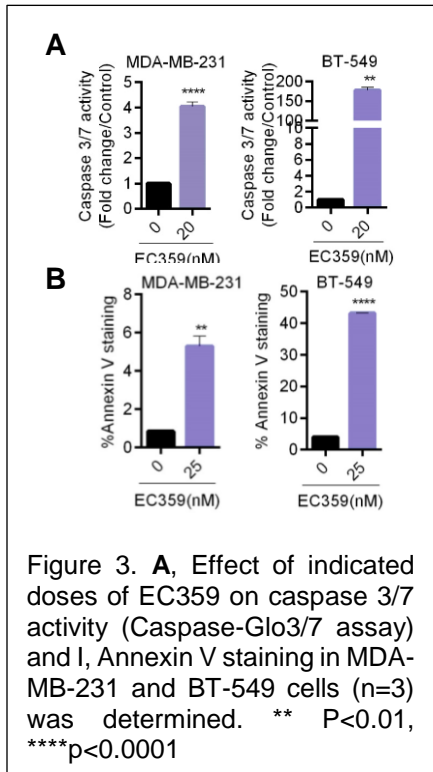 A
MDA-MB-231
BT-549
Caspase 3/7 activity
(Fold change/Control)
5
4
3
2
1
0
****
0
20
EC359(nM)
Caspase 3/7 activity
(Fold change/Control)
200
150
100
10
8
6
4
2
0
**
0
20
EC359(nM)
B
MDA-MB-231
BT-549
%Annexin V staining
8
6
4
2
0
**
0
25
EC359(nM)
% Annexin V staining
50
40
30
20
10
0
****
0
25
EC359(nM)
Figure 3. A, Effect of indicated
doses of EC359 on caspase 3/7
activity (Caspase-Glo3/7 assay)
and I, Annexin V staining in MDA-
MB-231 and BT-549 cells (n=3)
was determined. ** P<0.01,
****p<0.0001